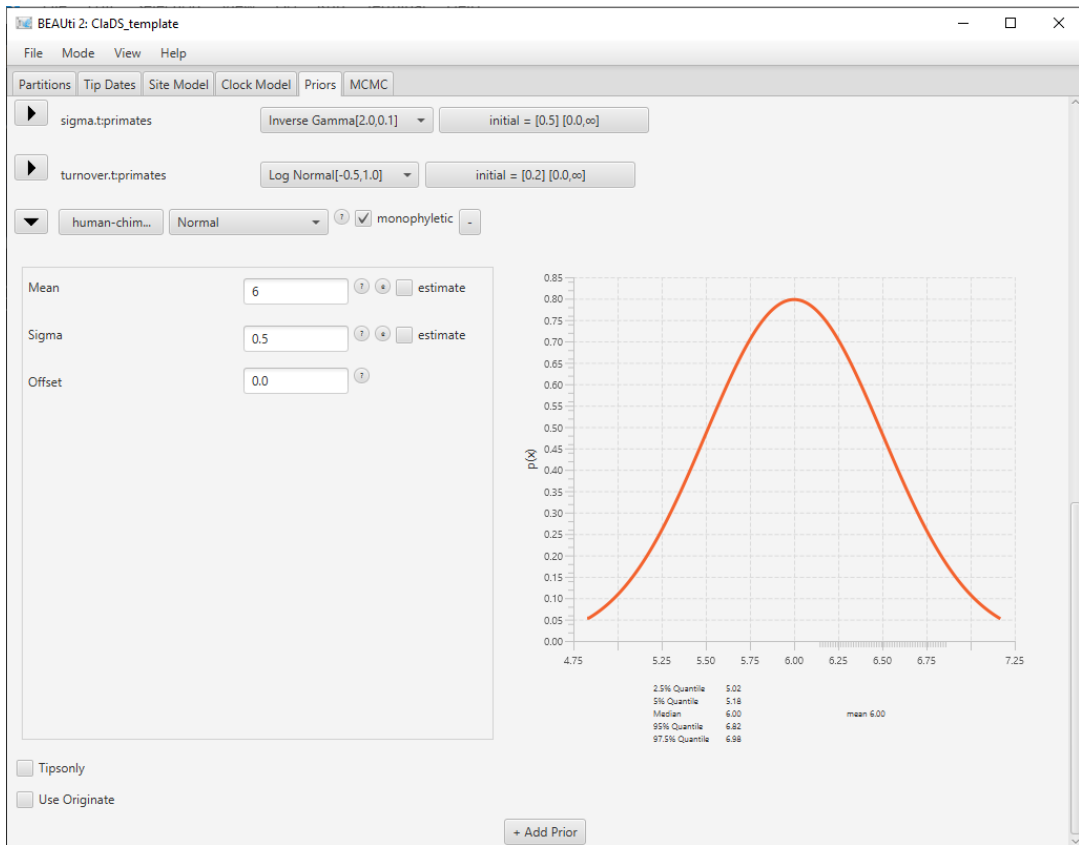 BEAUti 2: ClaDS_template
File Mode View Help
Partitions Tip Dates Site Model Clock Model Priors MCMC
sigma.t:primates Inverse Gamma[2.0,0.1] initial = [0.5] [0.0,∞]
turnover.t:primates Log Normal[-0.5,1.0] initial = [0.2] [0.0,∞]
human-chim... Normal ? monophyletic -
Mean 6 ? estimate
Sigma 0.5 ? estimate
Offset 0.0 ?
0.85
0.80
0.75
0.70
0.65
0.60
0.55
0.50
0.45
p(x)
0.40
0.35
0.30
0.25
0.20
0.15
0.10
0.05
0.00
4.75 5.25 5.50 5.75 6.00 6.25 6.50 6.75 7.25
2.5% Quantile 5.02
5% Quantile 5.18
Median 6.00 mean 6.00
95% Quantile 6.82
97.5% Quantile 6.98
Tipsonly
Use Originate
+ Add Prior